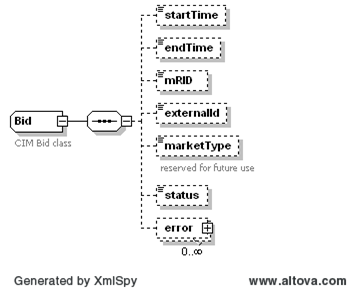 startTime
endTime
mRID
externalId
Bid
CIM Bid class
marketType
reserved for future use
status
error
0..∞
Generated by XmlSpy
www.altova.com